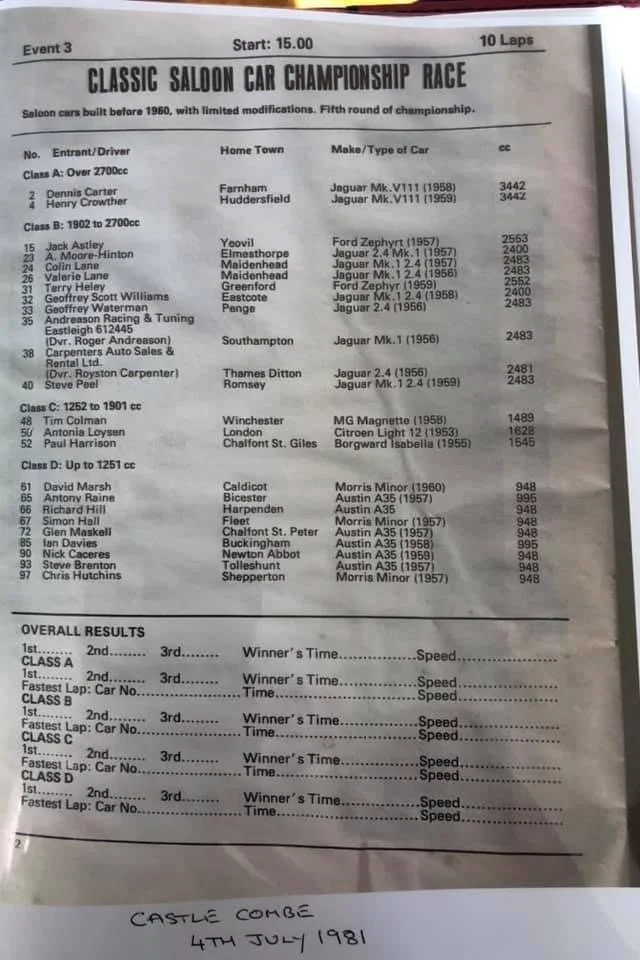 Event 3 Start: 15.00 10 Laps
CLASSIC SALOON CAR CHAMPIONSHIP RACE
Saloon cars built before 1960, with limited modifications. Fifth round of championship.
No. Entrant/Driver Home Town Make/Type of Car cc
Class A: Over 2700cc
2 Dennis Carter Farnham Jaguar Mk.V111 (1958) 3442
4 Henry Crowther Huddersfield Jaguar Mk.V111 (1959) 3442
Class B: 1902 to 2700cc
15 Jack Astley Yeovil Ford Zephyrt (1957) 2553
23 A. Moore-Hinton Elmesthorpe Jaguar 2.4 Mk.1 (1957) 2400
24 Colin Lane Maidenhead Jaguar Mk.1 2.4 (1957) 2483
26 Valerie Lane Maidenhead Jaguar Mk.1 2.4 (1956) 2483
31 Terry Heley Greenford Ford Zephyr (1959) 2552
32 Geoffrey Scott Williams Eastcote Jaguar Mk.1 2.4 (1958) 2400
33 Geoffrey Waterman Penge Jaguar 2.4 (1956) 2483
35 Andreason Racing & Tuning
Eastleigh 612445
(Dvr. Roger Andreason) Southampton Jaguar Mk.1 (1956) 2483
38 Carpenters Auto Sales &
Rental Ltd.
(Dvr. Royston Carpenter) Thames Ditton Jaguar 2.4 (1956) 2481
40 Steve Peel Romsey Jaguar Mk.1 2.4 (1959) 2483
Class C: 1252 to 1901 cc
48 Tim Colman Winchester MG Magnette (1958) 1489
50 Antonia Loysen London Citroen Light 12 (1953) 1628
52 Paul Harrison Chalfont St. Giles Borgward Isabella (1955) 1545
Class D: Up to 1251 cc
61 David Marsh Caldicot Morris Minor (1960) 948
65 Antony Raine Bicester Austin A35 (1957) 995
66 Richard Hill Harpenden Austin A35 948
67 Simon Hall Fleet Morris Minor (1957) 948
72 Glen Maskell Chalfont St. Peter Austin A35 (1957) 948
85 Ian Davies Buckingham Austin A35 (1958) 995
90 Nick Caceres Newton Abbot Austin A35 (1959) 948
93 Steve Brenton Tolleshunt Austin A35 (1957) 948
97 Chris Hutchins Shepperton Morris Minor (1957) 948
OVERALL RESULTS
1st........ 2nd........ 3rd........ Winner's Time.................Speed......................
CLASS A
1st........ 2nd........ 3rd........ Winner's Time.................Speed......................
Fastest Lap: Car No......................Time.............................Speed......................
CLASS B
1st........ 2nd........ 3rd........ Winner's Time.................Speed......................
Fastest Lap: Car No......................Time.............................Speed......................
CLASS C
1st........ 2nd........ 3rd........ Winner's Time.................Speed......................
Fastest Lap: Car No......................Time.............................Speed......................
CLASS D
1st........ 2nd........ 3rd........ Winner's Time.................Speed......................
Fastest Lap: Car No......................Time.............................Speed......................
2
CASTLE COMBE
4TH JULY 1981